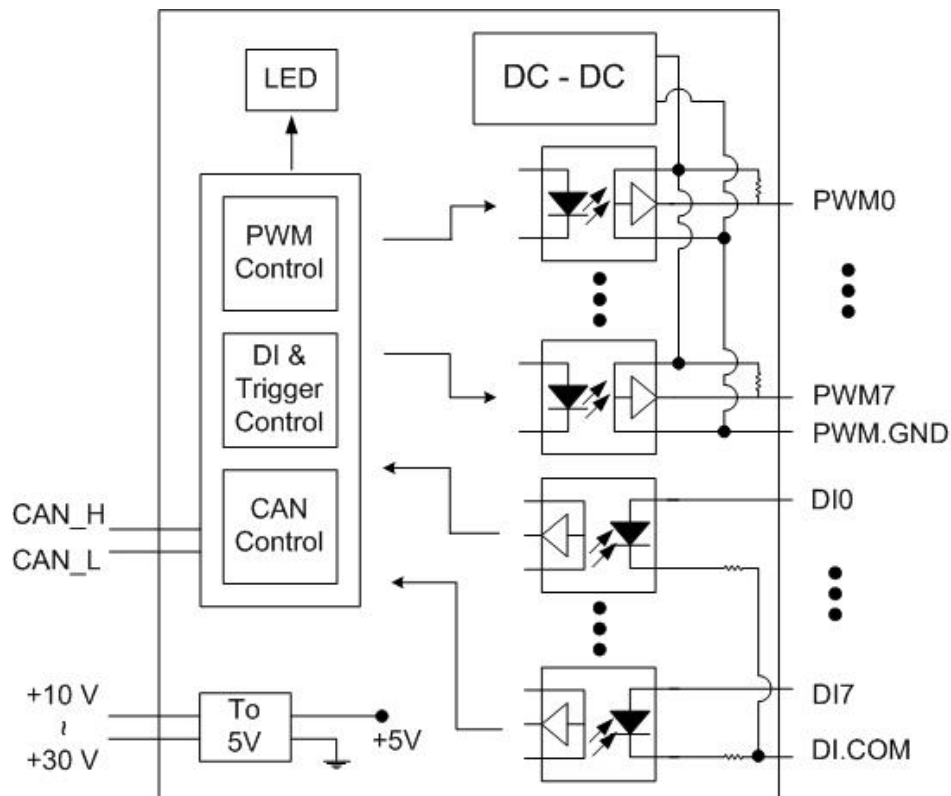 LED
DC - DC
PWM
Control
PWM0
DI &
Trigger
Control
PWM7
PWM.GND
CAN_H
CAN_L
CAN
Control
DI0
+10 V
~
+30 V
To
5V
+5V
DI7
DI.COM